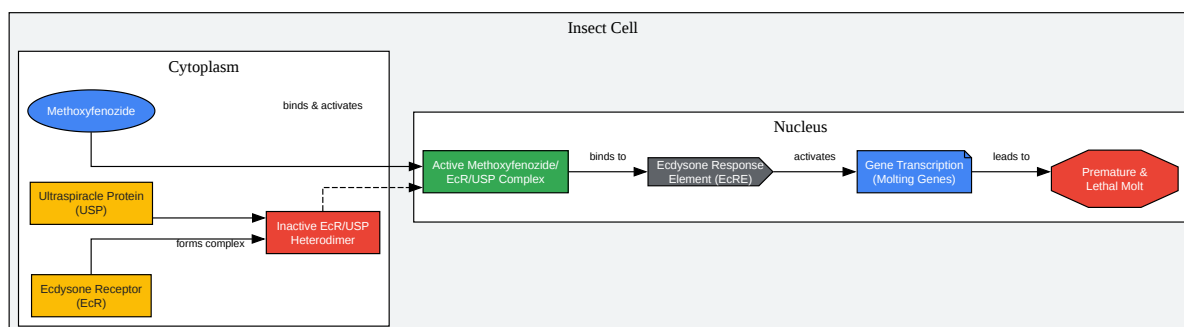 Insect Cell
Cytoplasm
Methoxyfenozide
binds & activates
Ultraspiracle Protein
(USP)
Inactive EcR/USP
Heterodimer
forms complex
Ecdysone Receptor
(EcR)
Nucleus
Active Methoxyfenozide/
EcR/USP Complex
binds to
Ecdysone Response
Element (EcRE)
activates
Gene Transcription
(Molting Genes)
leads to
Premature &
Lethal Molt